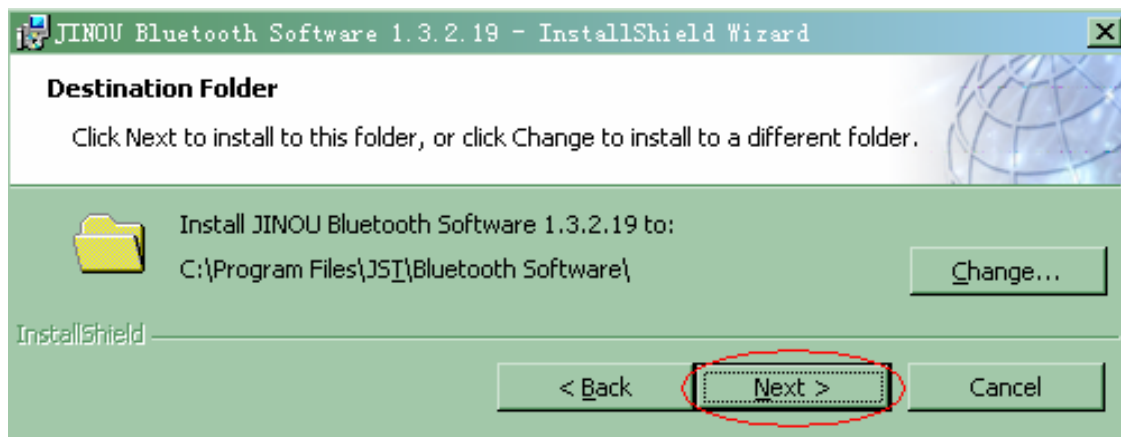 JINOU Bluetooth Software 1.3.2.19 - InstallShield Wizard
Destination Folder
Click Next to install to this folder, or click Change to install to a different folder.
Install JINOU Bluetooth Software 1.3.2.19 to:
C:\Program Files\JST\Bluetooth Software\
Change...
InstallShield
< Back
Next >
Cancel